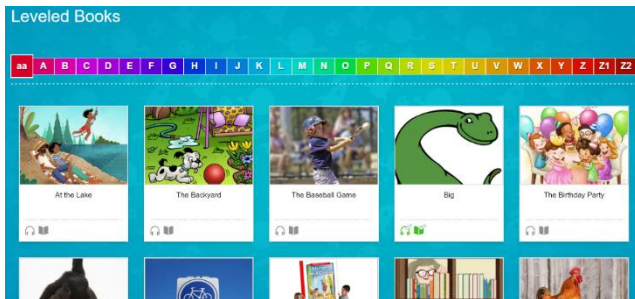 Leveled Books
aa A B C D E F G H I J K L M N O P Q R S T U V W X Y Z Z1 Z2
At the Lake The Backyard The Baseball Game Big The Birthday Party